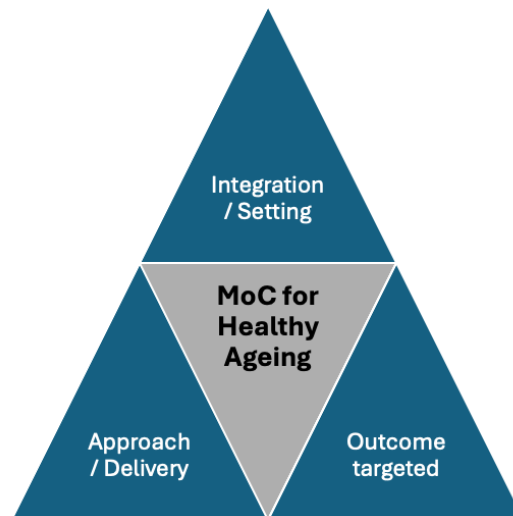 Integration
/ Setting
MoC for
Healthy
Ageing
Approach
/ Delivery
Outcome
targeted